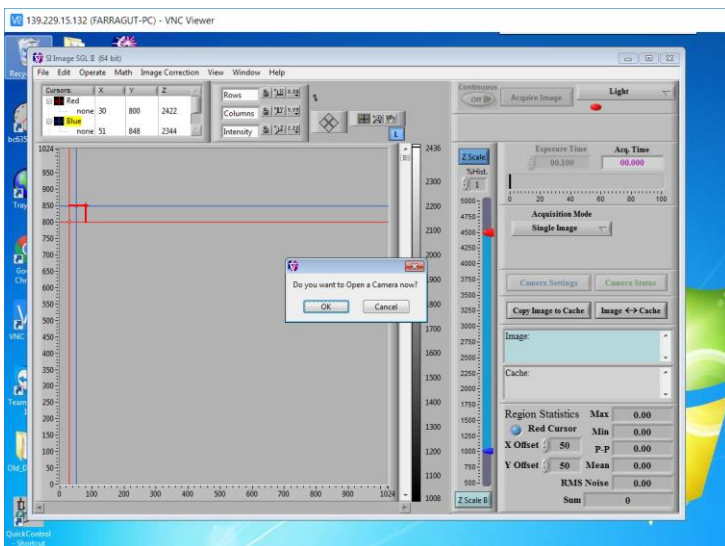 139.229.15.132 (FARRAGUT-PC) - VNC Viewer
SI Image SGL II (64 bit)
File Edit Operate Math Image Correction View Window Help
Cursors: X Y Z
Red
none 30 800 2422
Blue
none 51 848 2344
Rows
Columns
Intensity
L
Continuous
Off
Acquire Image
Light
Exposure Time
Acq. Time
00.100
00.000
0 20 40 60 80 100
Acquisition Mode
Single Image
Camera Settings
Camera Status
Copy Image to Cache
Image <-> Cache
Image:
Cache:
Region Statistics
Red Cursor
X Offset 50
Y Offset 50
Max 0.00
Min 0.00
P-P 0.00
Mean 0.00
RMS Noise 0.00
Sum 0
Z Scale
%Hist.
1
5000
4750
4500
4250
4000
3750
3500
3250
3000
2750
2500
2250
2000
1750
1500
1250
1000
750
500
Z Scale B
2436
2300
2200
2100
2000
1900
1800
1700
1600
1500
1400
1300
1200
1100
1008
1024
950
900
850
800
750
700
650
600
550
500
450
400
350
300
250
200
150
100
50
0
0 100 200 300 400 500 600 700 800 900 1024
Do you want to Open a Camera now?
OK
Cancel
Recy
bc635
Tray
Goo
Chr
VNC
Team
1
Old_D
QuickControl
- Shortcut